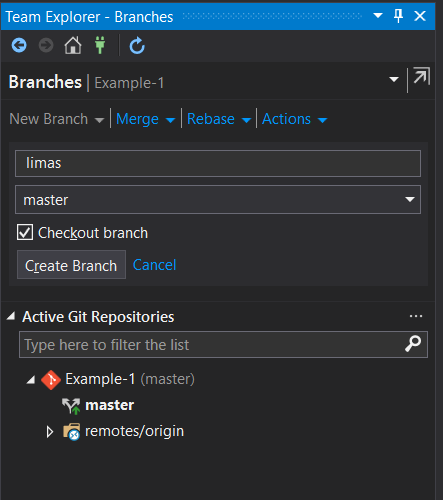 Team Explorer - Branches
Branches | Example-1
New Branch Merge Rebase Actions
limas
master
Checkout branch
Create Branch Cancel
Active Git Repositories ...
Type here to filter the list
Example-1 (master)
master
remotes/origin